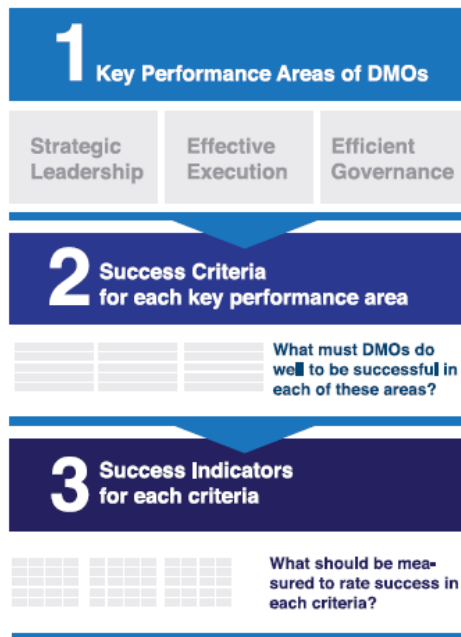 1 Key Performance Areas of DMOs
Strategic
Leadership
Effective
Execution
Efficient
Governance
2 Success Criteria
for each key performance area
What must DMOs do
well to be successful in
each of these areas?
3 Success Indicators
for each criteria
What should be mea-
sured to rate success in
each criteria?